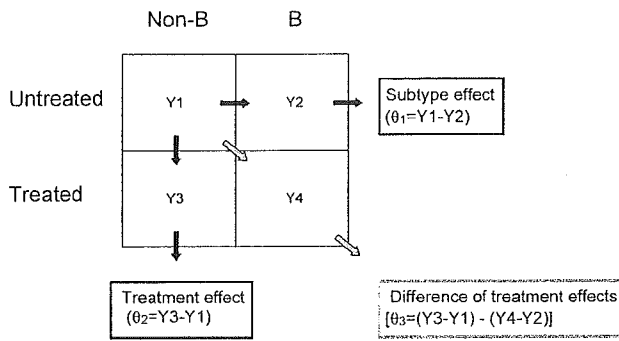 Non-B B
Untreated Y1 Y2
Subtype effect
(θ₁=Y1-Y2)
Treated Y3 Y4
Treatment effect
(θ₂=Y3-Y1)
Difference of treatment effects
[θ₃=(Y3-Y1) - (Y4-Y2)]